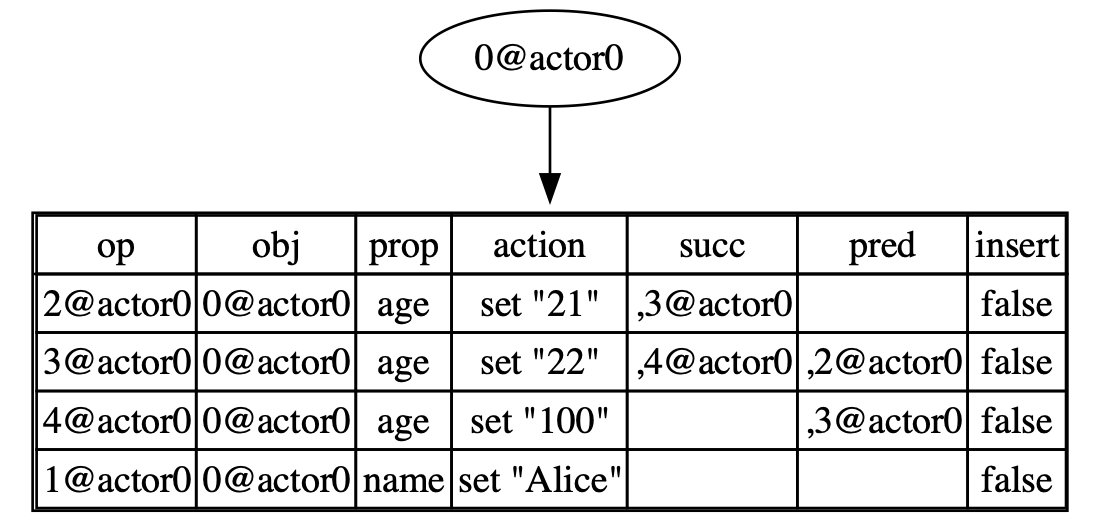 0@actor0
op obj prop action succ pred insert
2@actor0 0@actor0 age set "21" ,3@actor0 false
3@actor0 0@actor0 age set "22" ,4@actor0 ,2@actor0 false
4@actor0 0@actor0 age set "100" ,3@actor0 false
1@actor0 0@actor0 name set "Alice" false